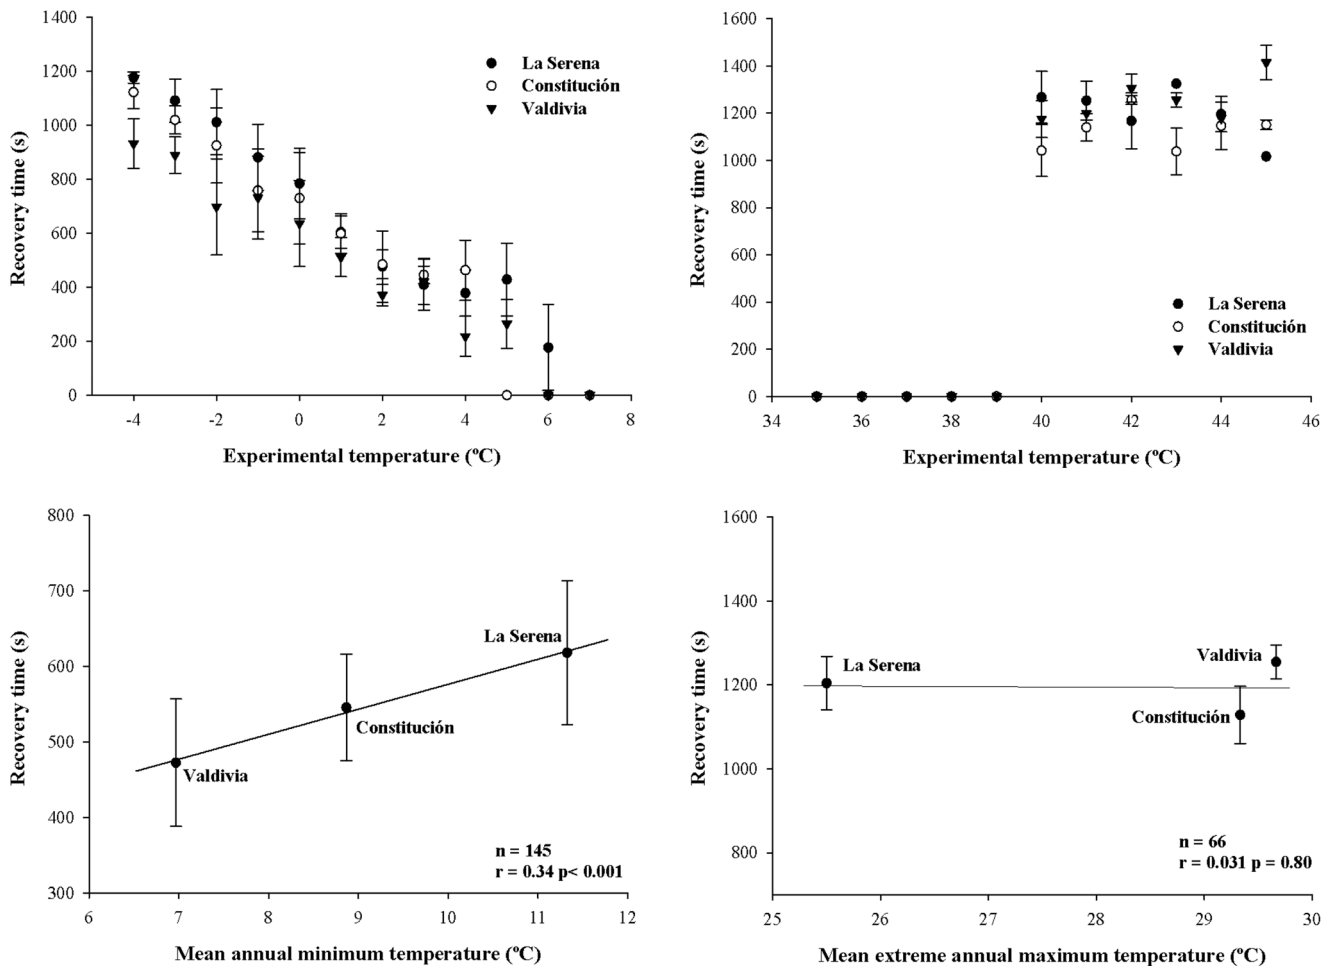 1400
1200
1000
800
600
400
200
0
Recovery time (s)
La Serena
Constitución
Valdivia
-4 -2 0 2 4 6 8
Experimental temperature (ºC)
1600
1400
1200
1000
800
600
400
200
0
Recovery time (s)
La Serena
Constitución
Valdivia
34 36 38 40 42 44 46
Experimental temperature (ºC)
800
700
600
500
400
300
Recovery time (s)
La Serena
Constitución
Valdivia
n = 145
r = 0.34 p< 0.001
6 7 8 9 10 11 12
Mean annual minimum temperature (ºC)
1600
1400
1200
1000
800
Recovery time (s)
La Serena
Valdivia
Constitución
n = 66
r = 0.031 p = 0.80
25 26 27 28 29 30
Mean extreme annual maximum temperature (ºC)